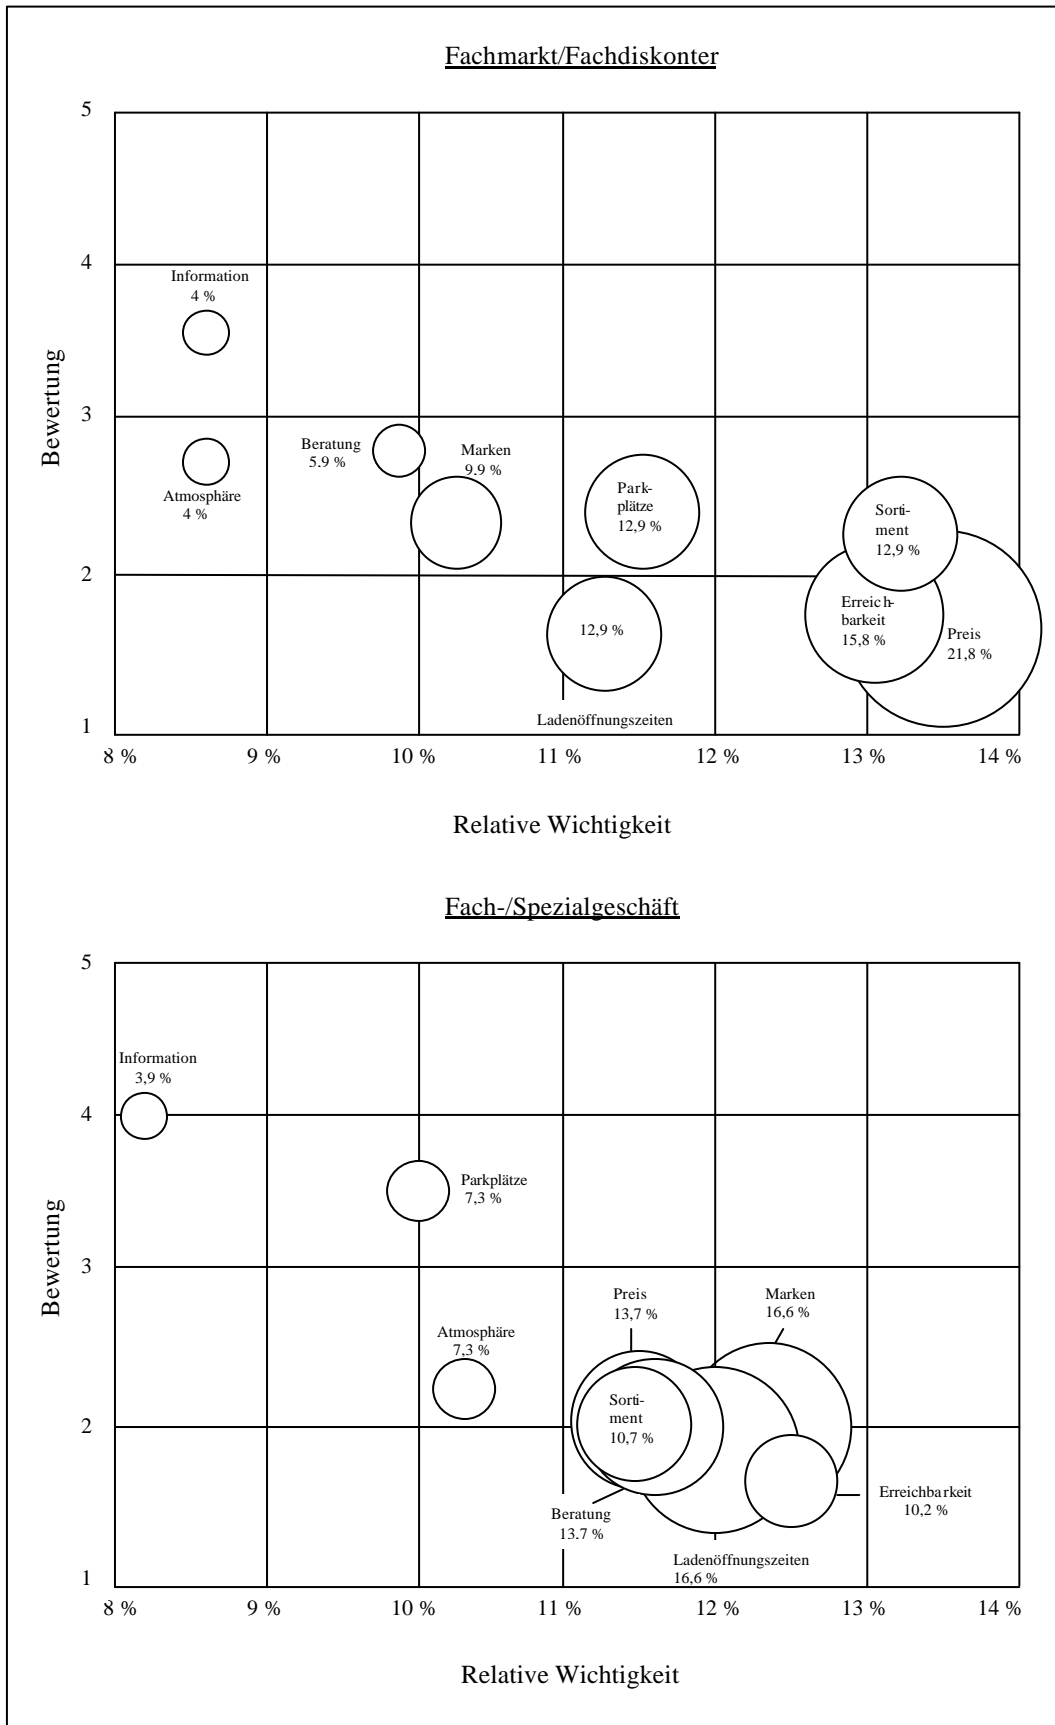 Fachmarkt/Fachdiskonter
5
4
Information
4 %
Bewertung
3
Beratung
5.9 %
Marken
9.9 %
Atmosphäre
4 %
Park-
plätze
12,9 %
Sorti-
ment
12,9 %
2
Erreich-
barkeit
15,8 %
12,9 %
Preis
21,8 %
Ladenöffnungszeiten
1
8 %
9 %
10 %
11 %
12 %
13 %
14 %
Relative Wichtigkeit
Fach-/Spezialgeschäft
5
Information
3,9 %
4
Parkplätze
7,3 %
Bewertung
3
Preis
13,7 %
Marken
16,6 %
Atmosphäre
7,3 %
Sorti-
ment
10,7 %
2
Erreichbarkeit
10,2 %
Beratung
13.7 %
Ladenöffnungszeiten
16,6 %
1
8 %
9 %
10 %
11 %
12 %
13 %
14 %
Relative Wichtigkeit